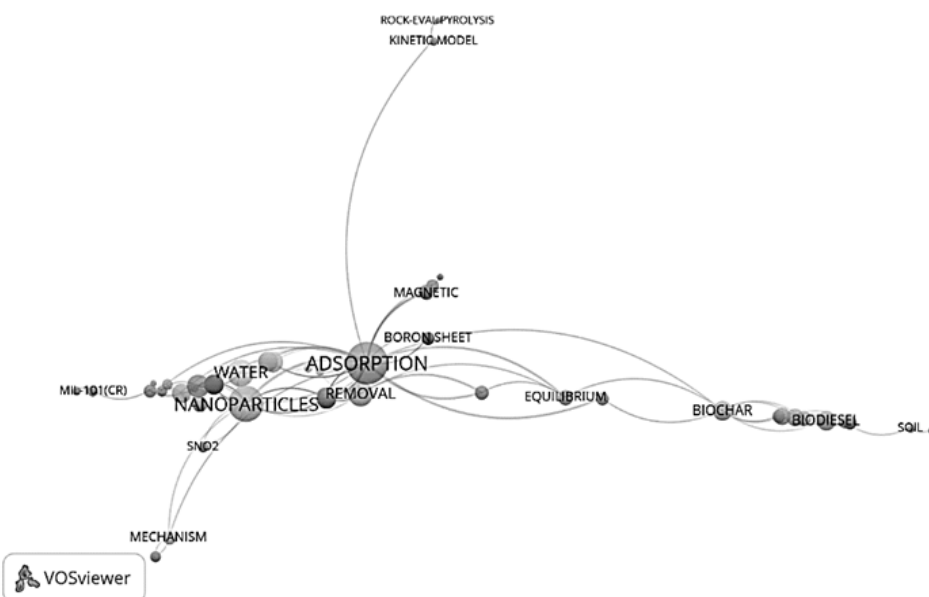 ROCK-EVAL PYROLYSIS
KINETIC MODEL
MAGNETIC
BORON SHEET
ADSORPTION
WATER
MIL-101(CR)
REMOVAL
NANOPARTICLES
EQUILIBRIUM
BIOCHAR
BIODIESEL
SOIL
SNO2
MECHANISM
VOSviewer